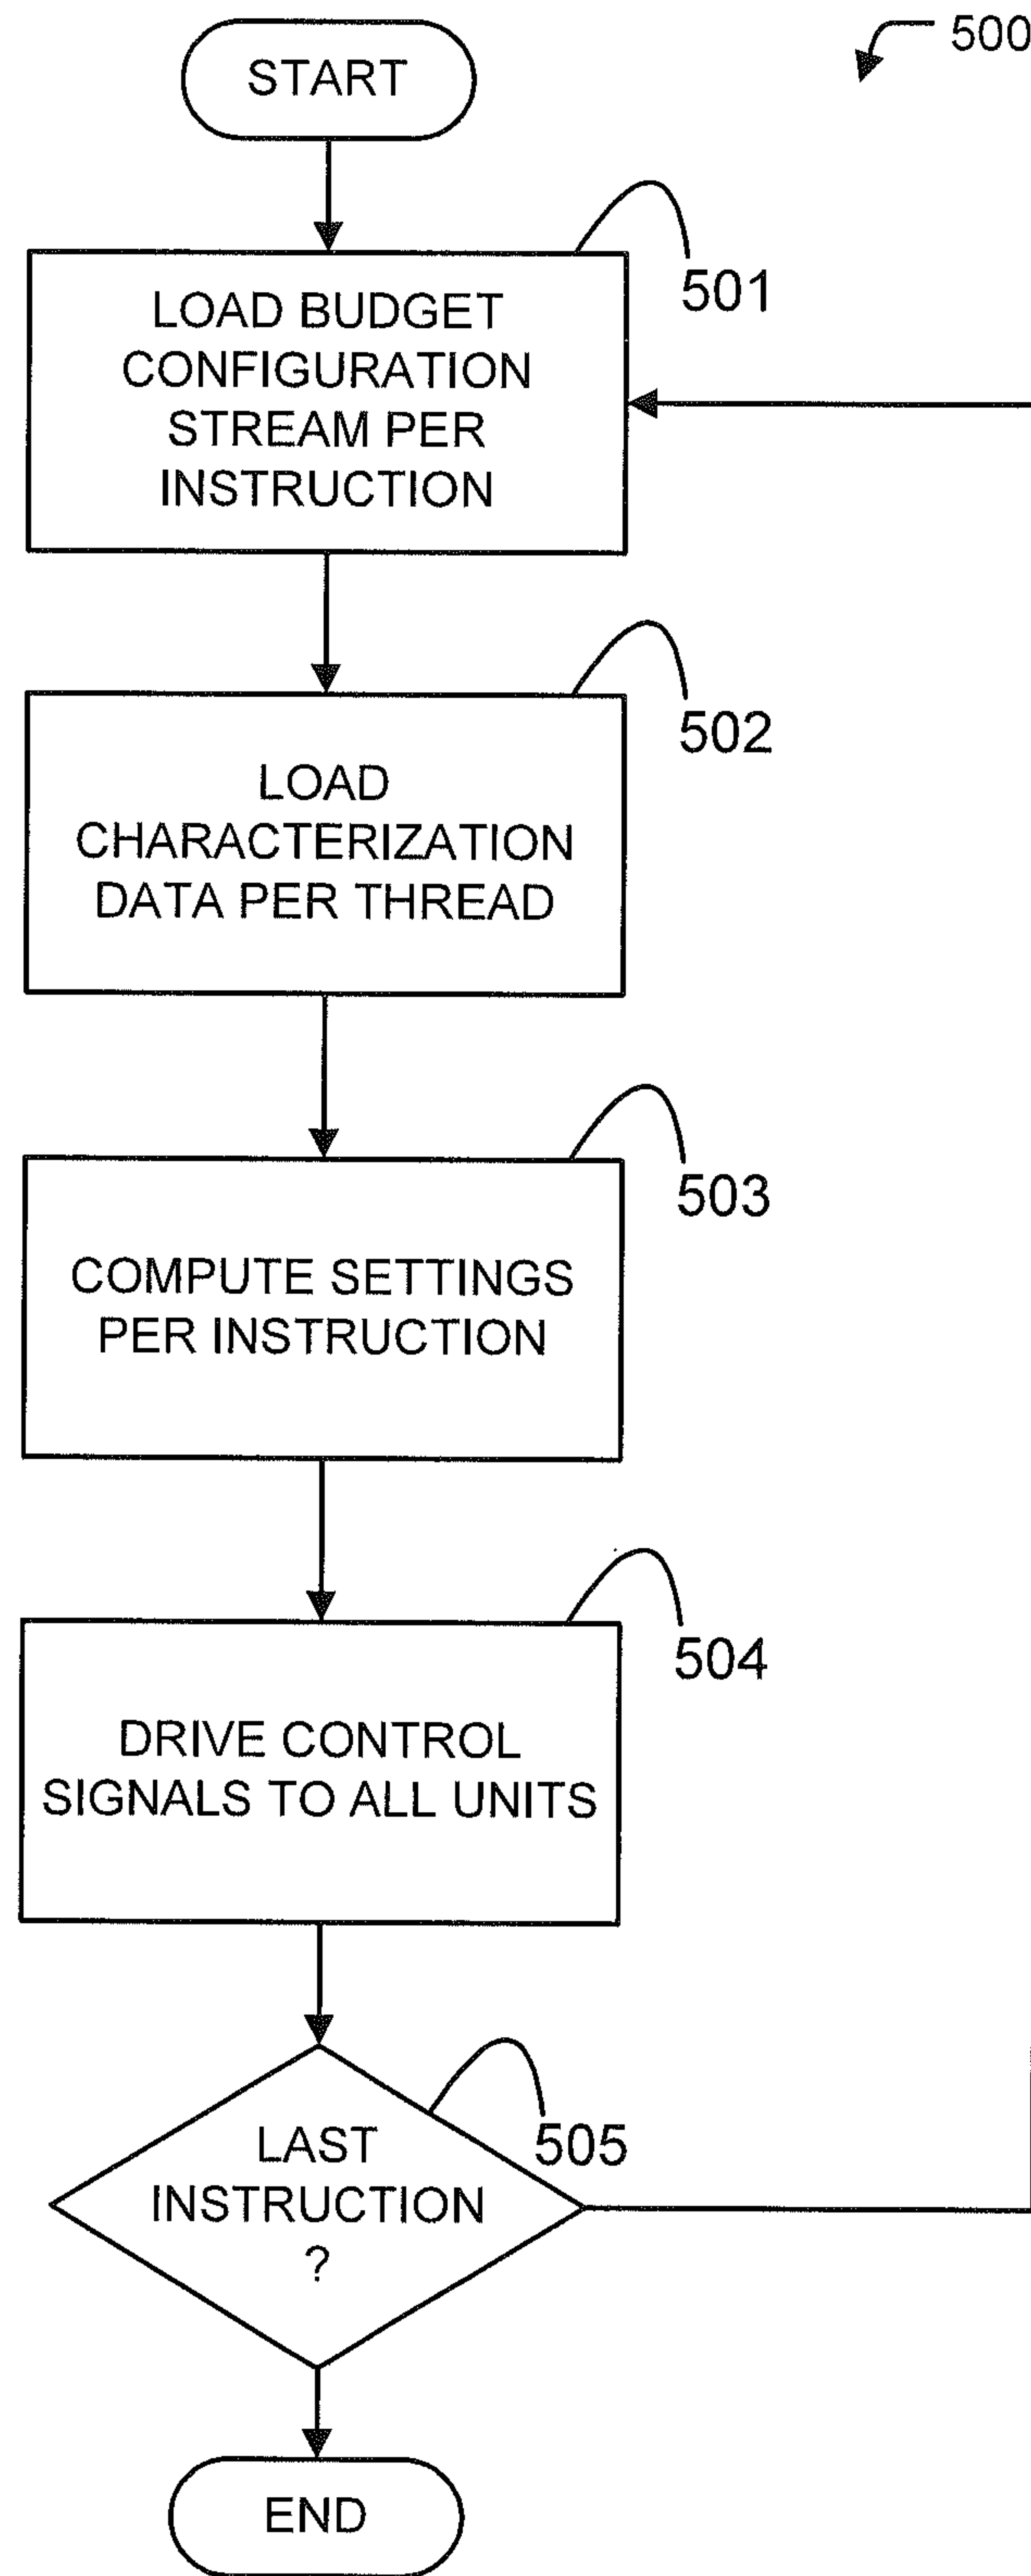 500
START
501
LOAD BUDGET
CONFIGURATION
STREAM PER
INSTRUCTION
502
LOAD
CHARACTERIZATION
DATA PER THREAD
503
COMPUTE SETTINGS
PER INSTRUCTION
504
DRIVE CONTROL
SIGNALS TO ALL UNITS
505
LAST
INSTRUCTION
?
END